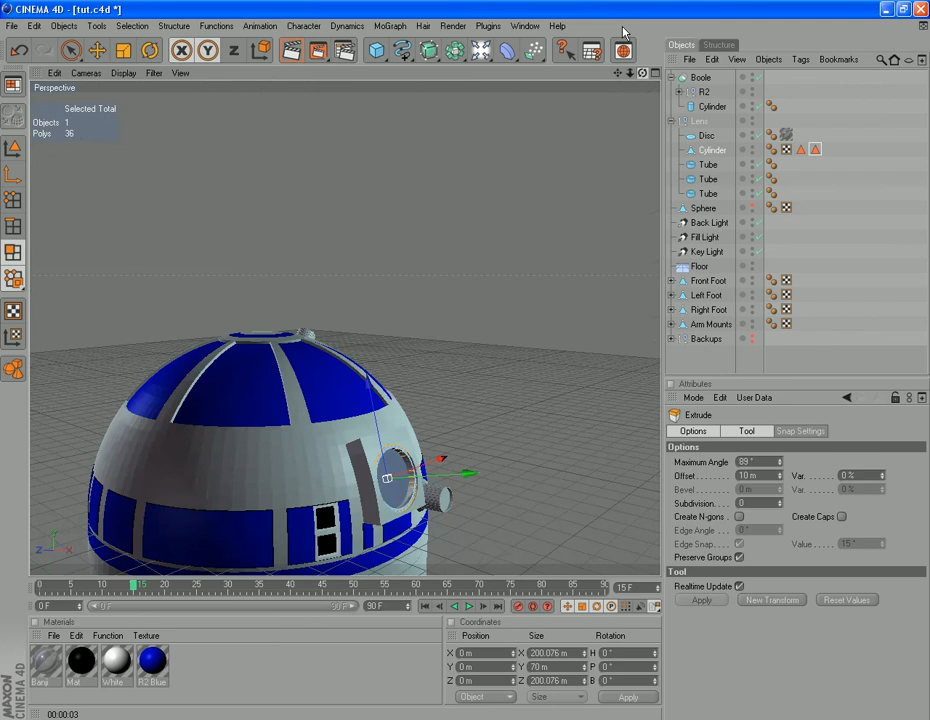 CINEMA 4D - [tut.c4d *]
File Edit Objects Tools Selection Structure Functions Animation Character Dynamics MoGraph Hair Render Plugins Window Help
X Y Z
Edit Cameras Display Filter View
Perspective
Selected Total
Objects 1
Polys 36
Z Y X
0 5 10 15 20 25 30 35 40 45 50 55 60 65 70 75 80 85 90
15 F
0 F
0 F
90 F
90 F
Materials
File Edit Function Texture
Banji Mat White R2 Blue
Coordinates
Position Size Rotation
X 0 m X 200.076 m H 0 °
Y 0 m Y 70 m P 0 °
Z 0 m Z 200.076 m B 0 °
Object Size Apply
00:00:03
MAXON CINEMA 4D
Objects Structure
File Edit View Objects Tags Bookmarks
Boole
R2
Cylinder
Lens
Disc
Cylinder
Tube
Tube
Tube
Sphere
Back Light
Fill Light
Key Light
Floor
Front Foot
Left Foot
Right Foot
Arm Mounts
Backups
Attributes
Mode Edit User Data
Extrude
Options Tool Snap Settings
Options
Maximum Angle 89 °
Offset 10 m Var. 0 %
Bevel 0 m Var. 0 %
Subdivision 0
Create N-gons Create Caps
Edge Angle 0 °
Edge Snap Value 15 °
Preserve Groups
Tool
Realtime Update
Apply New Transform Reset Values